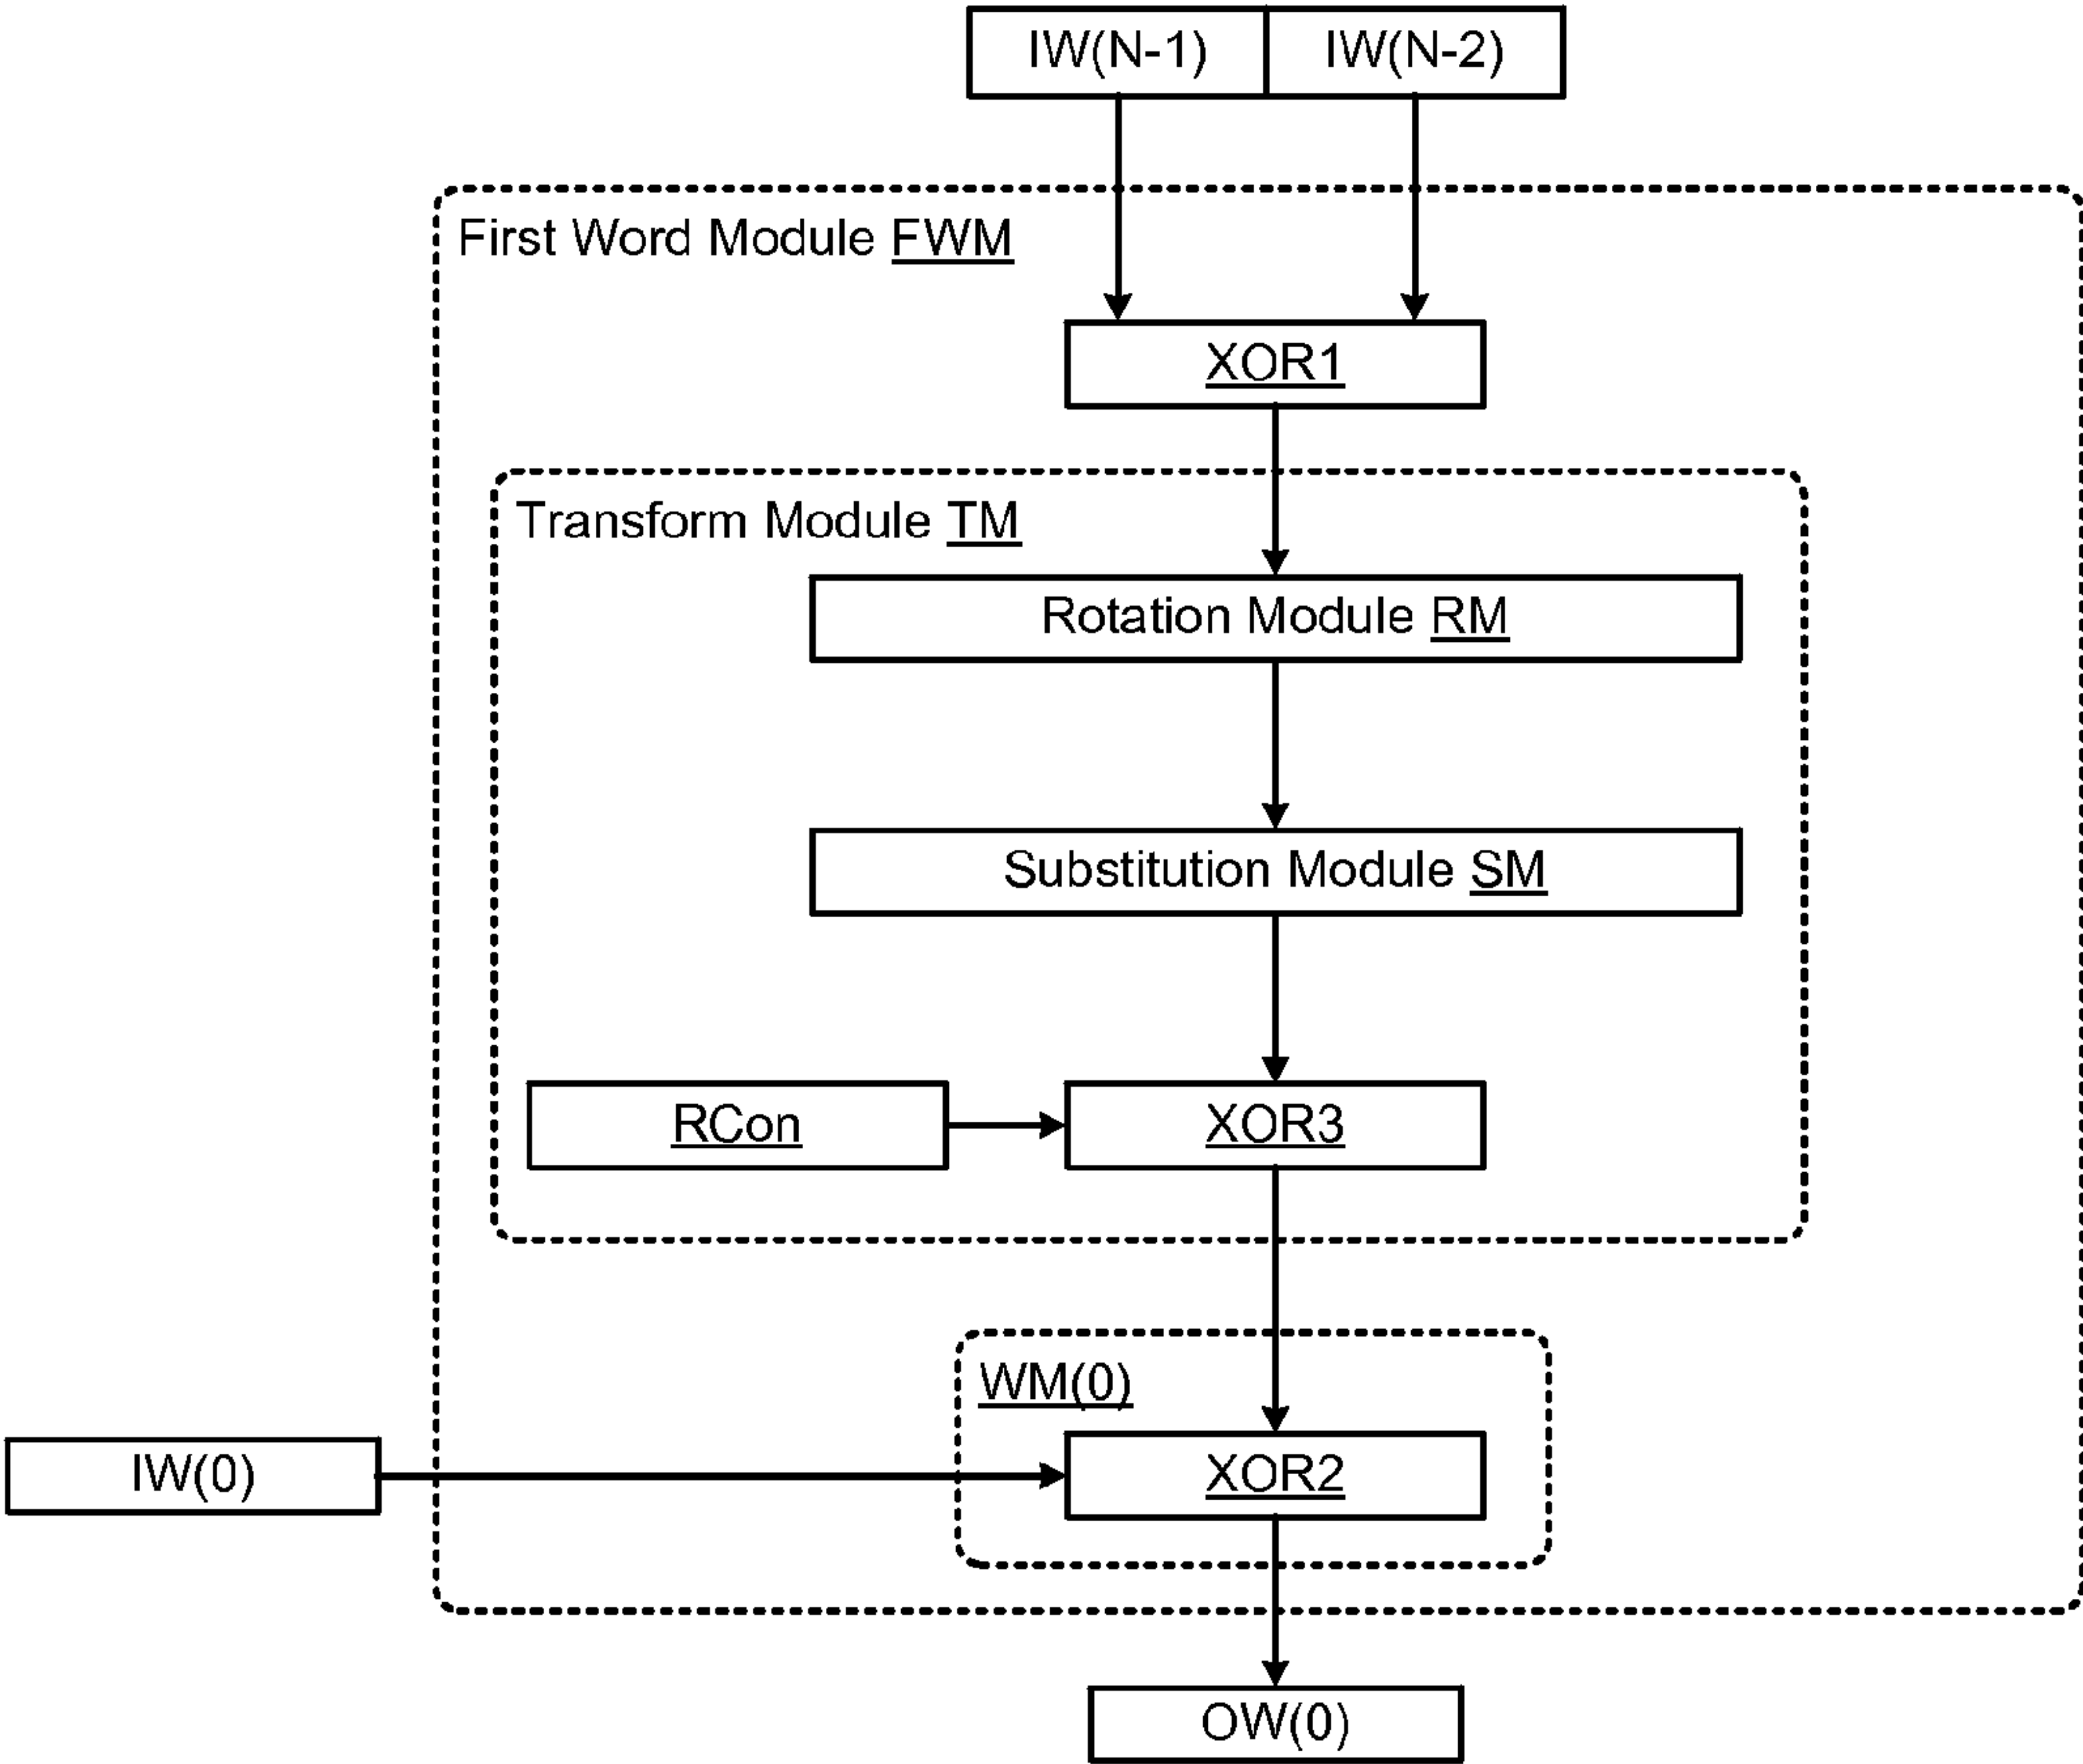 IW(N-1) IW(N-2)
First Word Module FWM
XOR1
Transform Module TM
Rotation Module RM
Substitution Module SM
RCon XOR3
WM(0)
IW(0) XOR2
OW(0)